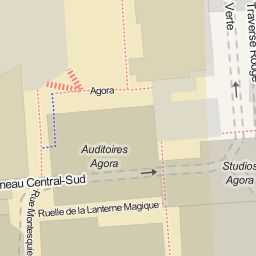 Verte
Traverse Rouge
Agora
Auditoires
Agora
Studios
Agora
neau Central-Sud
Ruelle de la Lanterne Magique
Rue Montesquieu